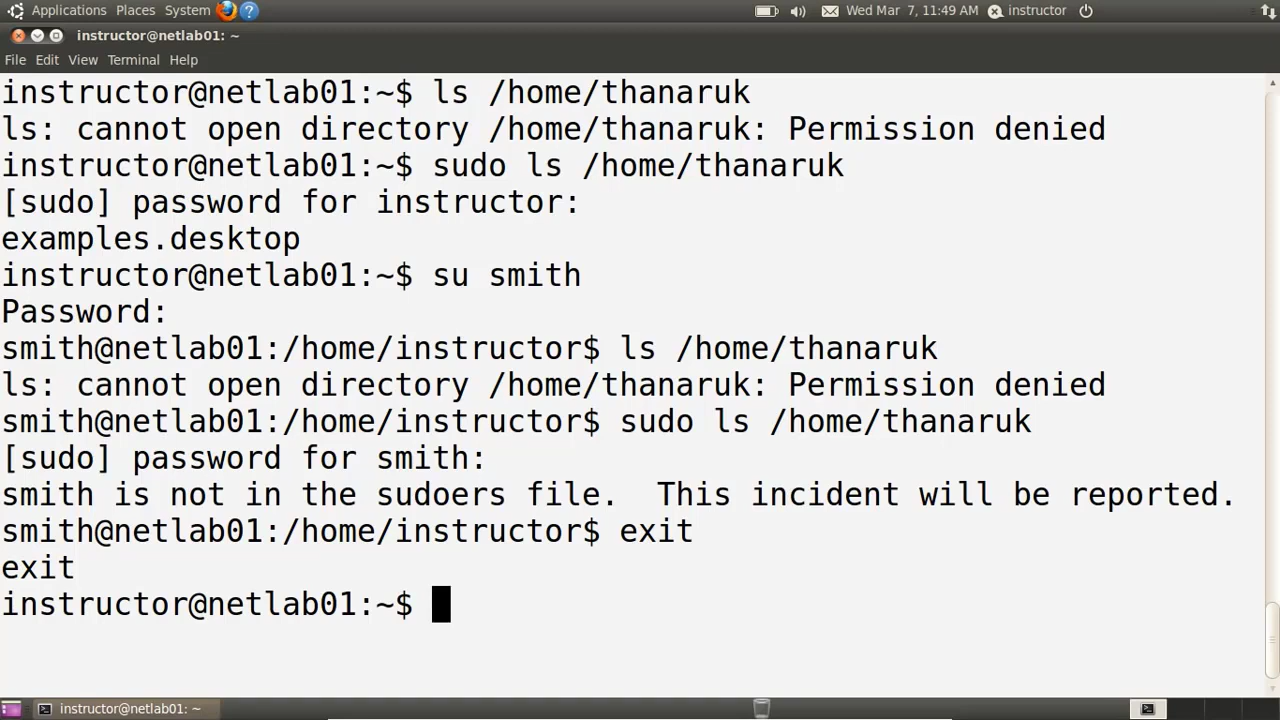 Applications Places System Wed Mar 7, 11:49 AM instructor
instructor@netlab01: ~
File Edit View Terminal Help
instructor@netlab01:~$ ls /home/thanaruk
ls: cannot open directory /home/thanaruk: Permission denied
instructor@netlab01:~$ sudo ls /home/thanaruk
[sudo] password for instructor:
examples.desktop
instructor@netlab01:~$ su smith
Password:
smith@netlab01:/home/instructor$ ls /home/thanaruk
ls: cannot open directory /home/thanaruk: Permission denied
smith@netlab01:/home/instructor$ sudo ls /home/thanaruk
[sudo] password for smith:
smith is not in the sudoers file.  This incident will be reported.
smith@netlab01:/home/instructor$ exit
exit
instructor@netlab01:~$
instructor@netlab01: ~